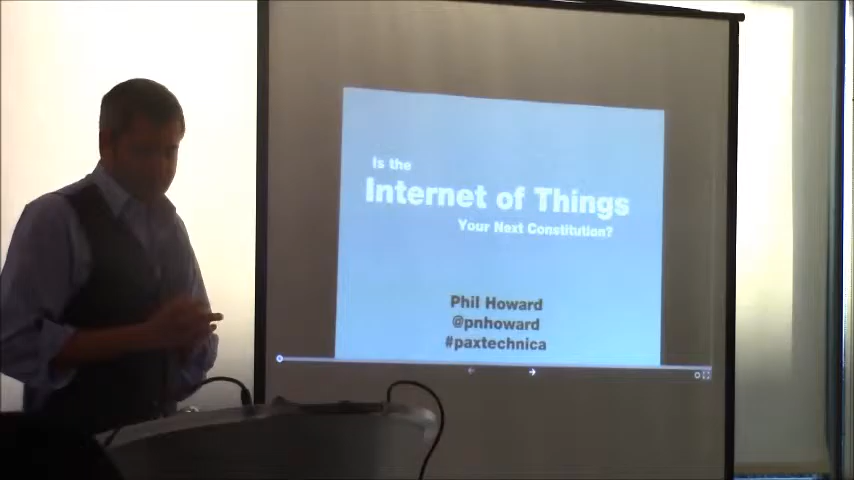 Is the
Internet of Things
Your Next Constitution?
Phil Howard
@pnhoward
#paxtechnica